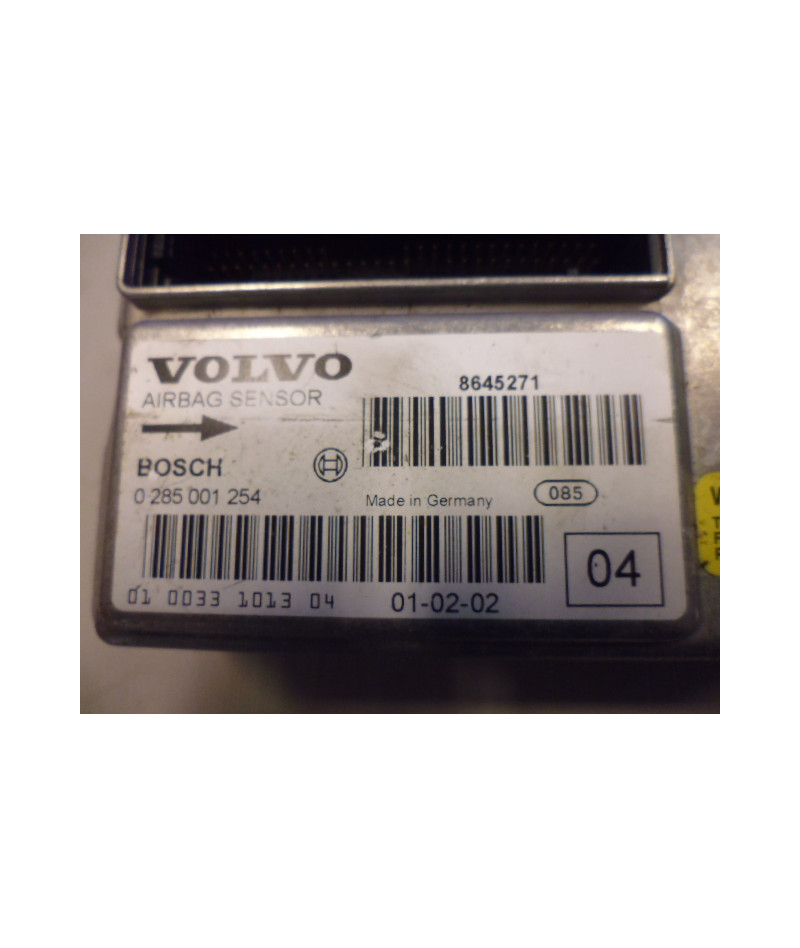 VOLVO
AIRBAG SENSOR
8645271
BOSCH
0 285 001 254
Made in Germany
085
04
01 0033 1013 04
01-02-02